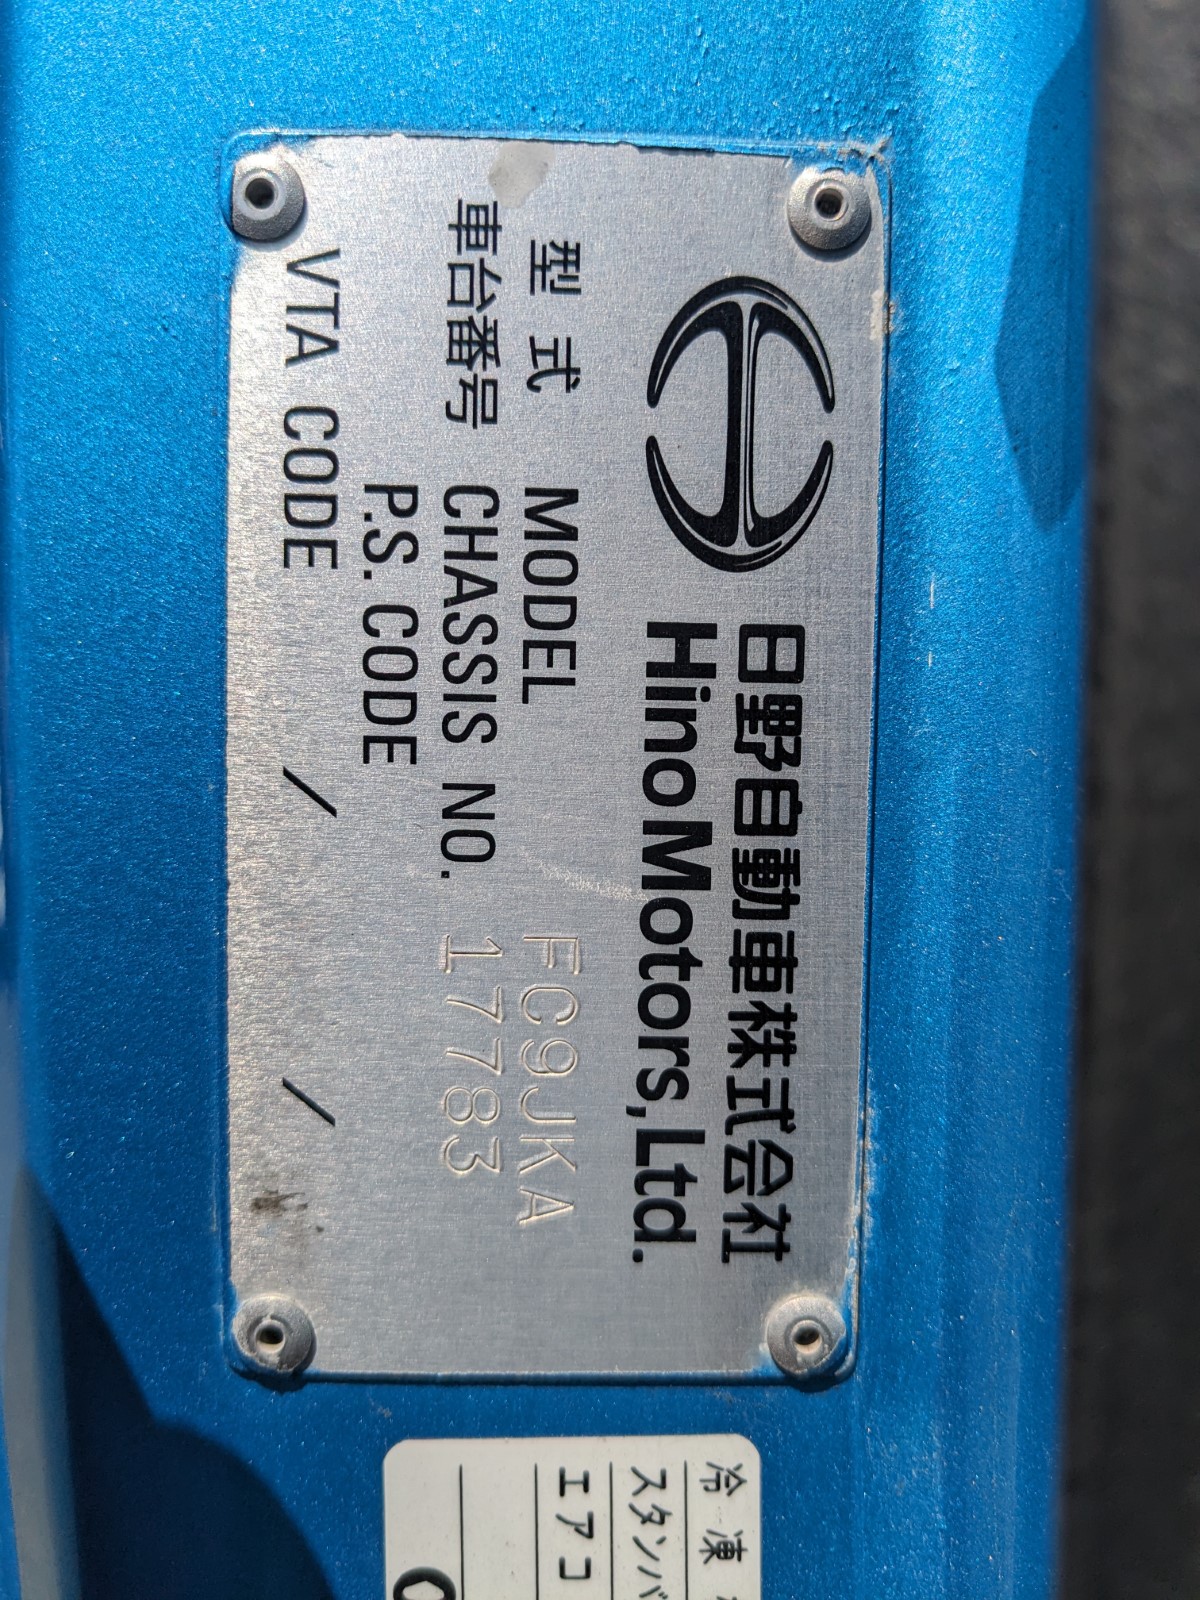 日野自動車株式会社
Hino Motors, Ltd.
型式 MODEL FC9JKA
車台番号 CHASSIS NO. 17783
P.S. CODE
VTA CODE / /
冷凍
スタンバ
エアコ